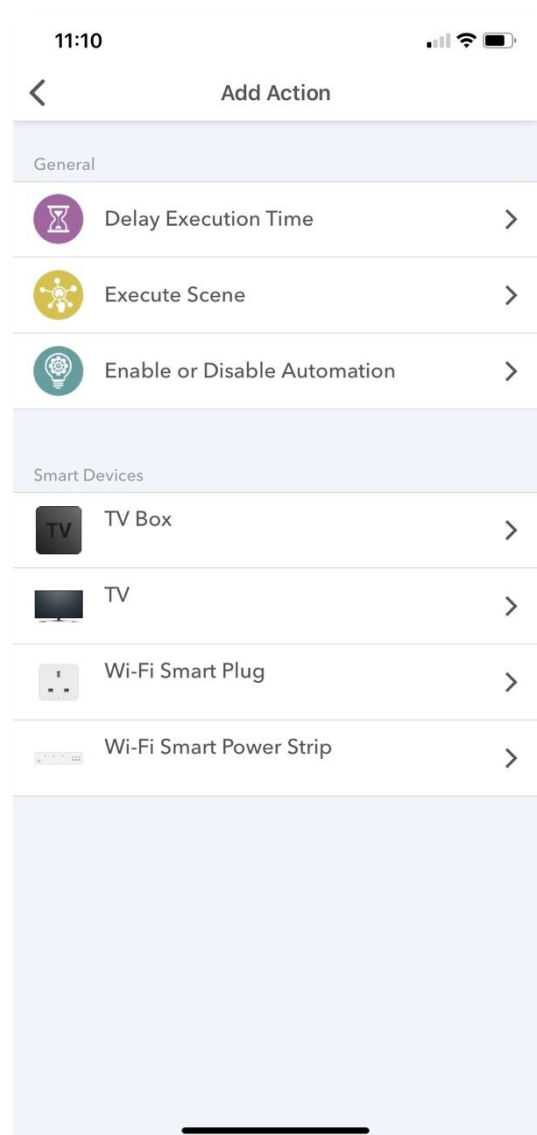 11:10
Add Action
General
Delay Execution Time
Execute Scene
Enable or Disable Automation
Smart Devices
TV
TV Box
TV
Wi-Fi Smart Plug
Wi-Fi Smart Power Strip